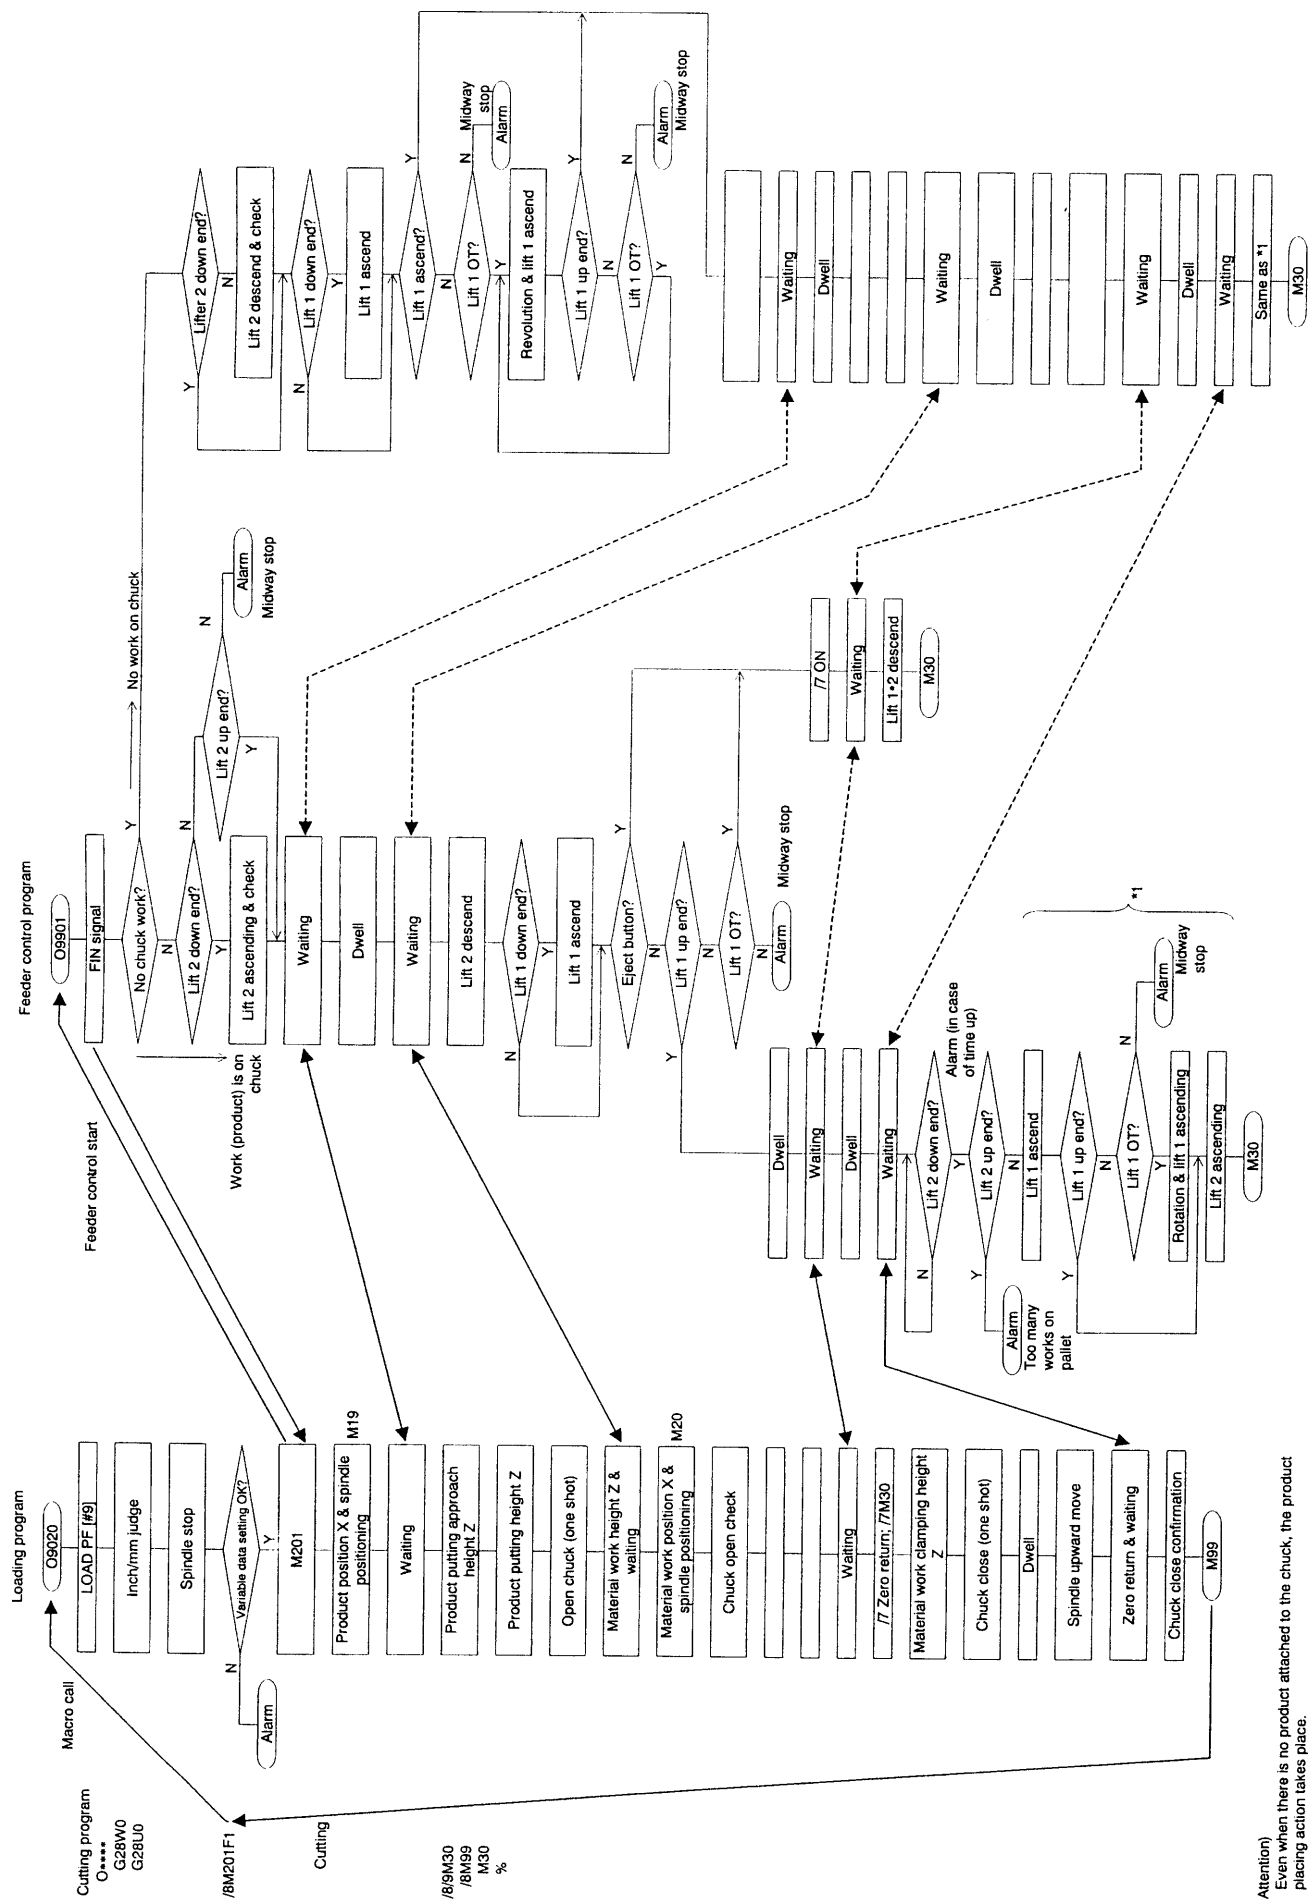 Cutting program
O****
G28W0
G28U0
/8M201F1
Cutting
/8/9M30
/8M99
M30
%
Macro call
Loading program
O9020
LOAD PF [#9]
Inch/mm judge
Spindle stop
Variable data setting OK?
N
Alarm
Y
M201
Product position X & spindle
positioning
M19
Waiting
Product putting approach
height Z
Product putting height Z
Open chuck (one shot)
Material work height Z &
waiting
Material work position X &
spindle positioning
M20
Chuck open check
Waiting
/7 Zero return; /7M30
Material work clamping height
Z
Chuck close (one shot)
Dwell
Spindle upward move
Zero return & waiting
Chuck close confirmation
M99
Feeder control start
Feeder control program
O9901
FIN signal
No chuck work?
Y
No work on chuck
N
Work (product) is on
chuck
Lift 2 down end?
N
Y
Lift 2 up end?
N
Alarm
Midway stop
Y
Lift 2 ascending & check
Waiting
Dwell
Waiting
Lift 2 descend
Lift 1 down end?
N
Y
Lift 1 ascend
Eject button?
Y
N
Lift 1 up end?
Y
N
Lift 1 OT?
Y
N
Alarm
Midway stop
/7 ON
Waiting
Lift 1•2 descend
M30
Dwell
Waiting
Dwell
Waiting
Lift 2 down end?
N
Y
Alarm (in case
of time up)
Lift 2 up end?
Y
Alarm
Too many
works on
pallet
N
Lift 1 ascend
Lift 1 up end?
Y
N
Lift 1 OT?
N
Alarm
Midway
stop
Y
Rotation & lift 1 ascending
Lift 2 ascending
M30
*1
Lifter 2 down end?
Y
N
Lift 2 descend & check
Lift 1 down end?
N
Y
Lift 1 ascend
Lift 1 ascend?
Y
N
Lift 1 OT?
N
Midway
stop
Alarm
Y
Revolution & lift 1 ascend
Lift 1 up end?
Y
N
Lift 1 OT?
N
Alarm
Midway stop
Y
Waiting
Dwell
Waiting
Dwell
Waiting
Dwell
Waiting
Same as *1
M30
Attention)
Even when there is no product attached to the chuck, the product
placing action takes place.